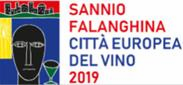 SANNIO
FALANGHINA
CITTÀ EUROPEA
DEL VINO
2019